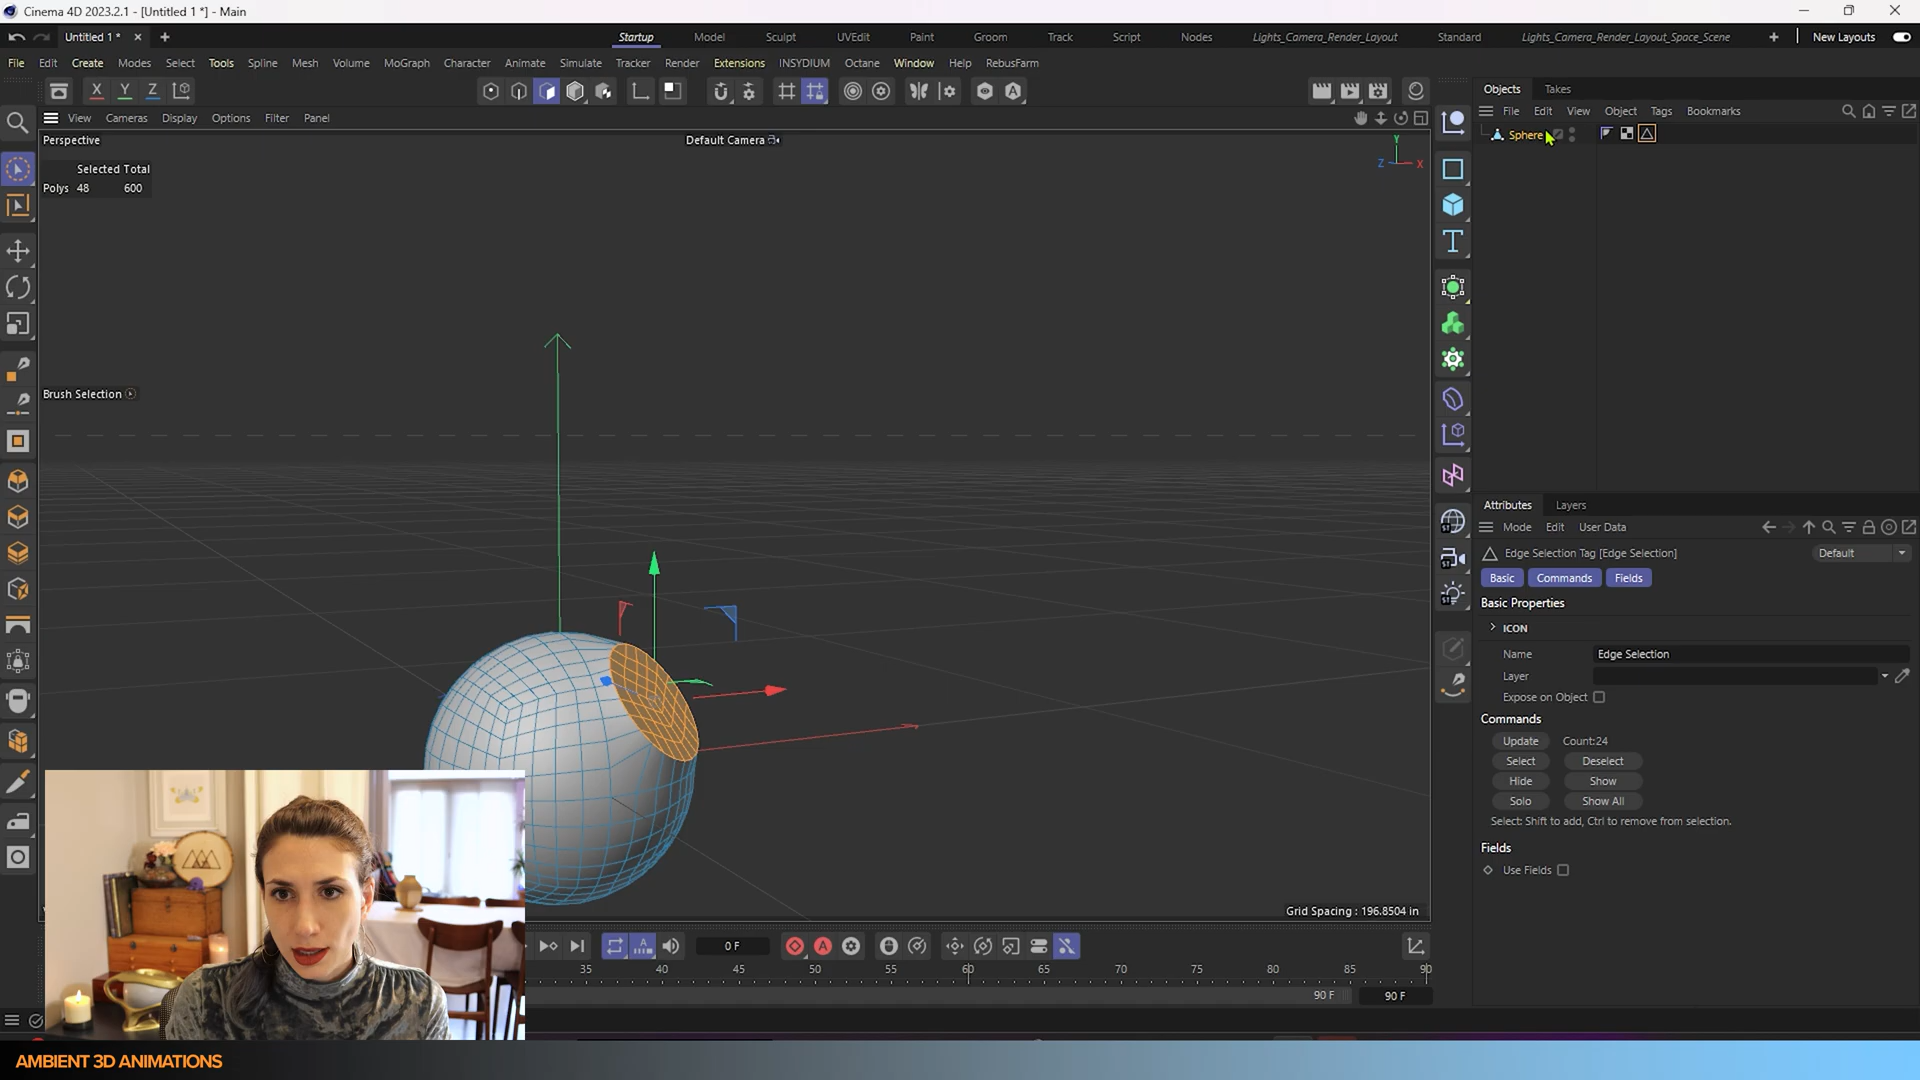 Cinema 4D 2023.2.1 - [Untitled 1 *] - Main
Untitled 1 *
Startup Model Sculpt UVEdit Paint Groom Track Script Nodes Lights_Camera_Render_Layout Standard Lights_Camera_Render_Layout_Space_Scene New Layouts
File Edit Create Modes Select Tools Spline Mesh Volume MoGraph Character Animate Simulate Tracker Render Extensions INSYDIUM Octane Window Help RebusFarm
X Y Z
Objects Takes
View Cameras Display Options Filter Panel
File Edit View Object Tags Bookmarks
Perspective
Default Camera
Sphere
Y
Z X
Selected Total
Polys 48 600
Brush Selection
Attributes Layers
Mode Edit User Data
Edge Selection Tag [Edge Selection]
Default
Basic Commands Fields
Basic Properties
ICON
Name Edge Selection
Layer
Expose on Object
Commands
Update Count:24
Select Deselect
Hide Show
Solo Show All
Select: Shift to add, Ctrl to remove from selection.
Fields
Use Fields
Grid Spacing : 196.8504 in
0 F
35 40 45 50 55 60 65 70 75 80 85 90
90 F 90 F
AMBIENT 3D ANIMATIONS